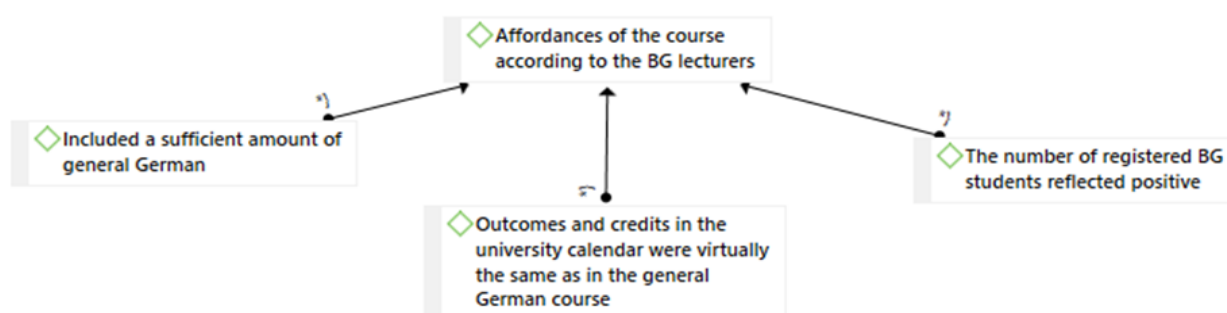 Affordances of the course
according to the BG lecturers
Included a sufficient amount of
general German
Outcomes and credits in the
university calendar were virtually
the same as in the general
German course
The number of registered BG
students reflected positive